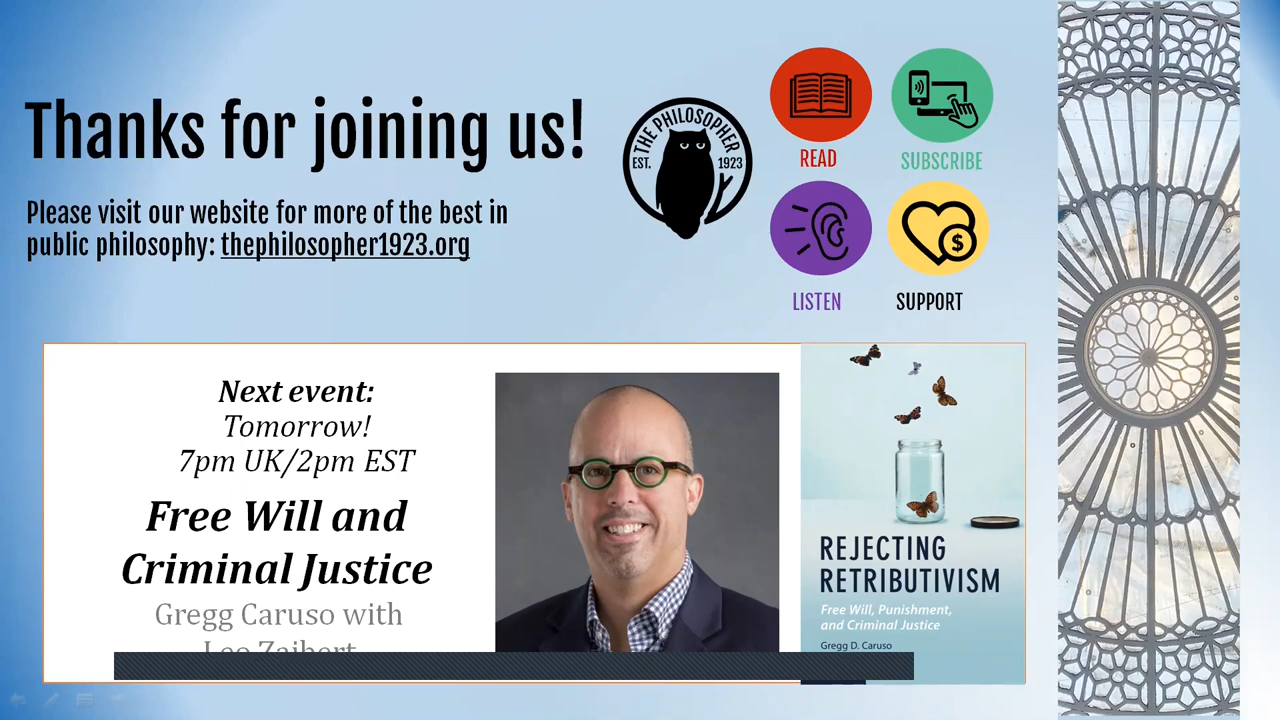 Thanks for joining us!
Please visit our website for more of the best in
public philosophy: thephilosopher1923.org
THE PHILOSOPHER
EST. 1923
READ
SUBSCRIBE
LISTEN
$
SUPPORT
Next event:
Tomorrow!
7pm UK/2pm EST
Free Will and
Criminal Justice
Gregg Caruso with
Leo Zaibert
REJECTING
RETRIBUTIVISM
Free Will, Punishment,
and Criminal Justice
Gregg D. Caruso